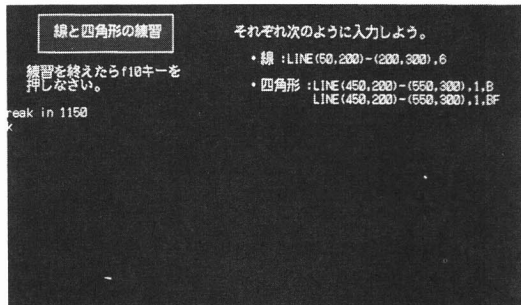 線と四角形の練習
練習を終えたらf10キーを
押しなさい。
reak in 1150
k
それぞれ次のように入力しよう。
・線 :LINE(50,200)-(200,300),6
・四角形 :LINE(450,200)-(550,300),1,B
LINE(450,200)-(550,300),1,BF